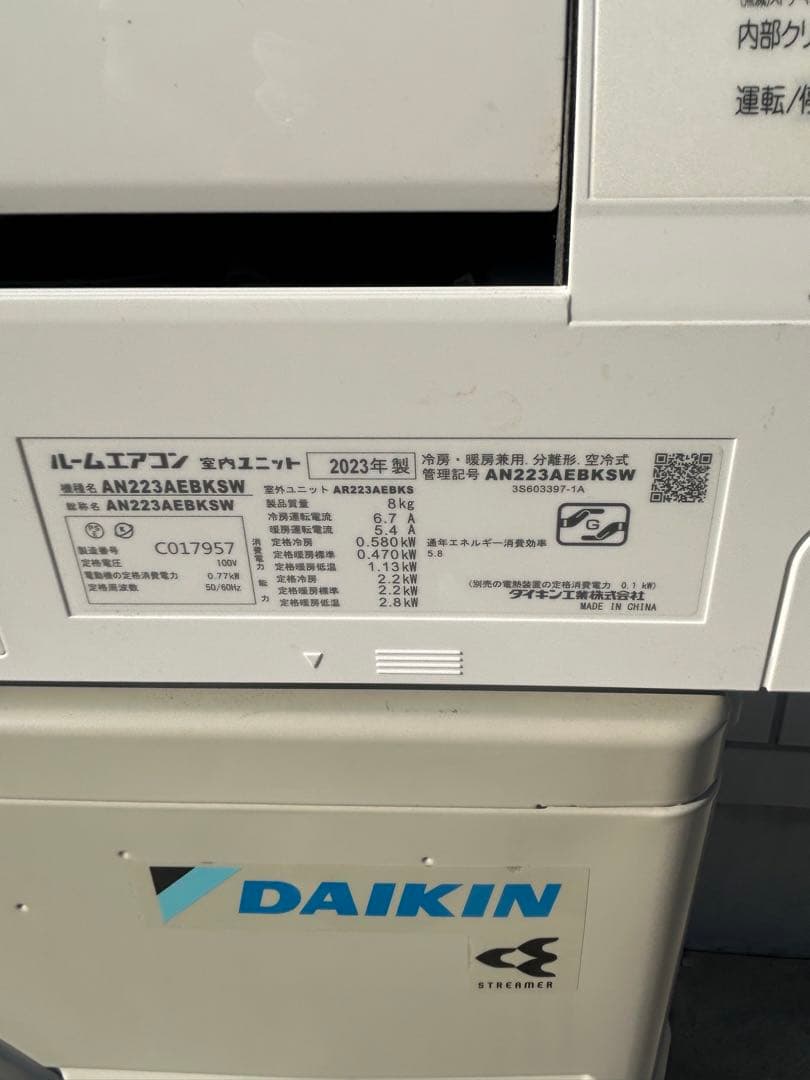 内部クリ
運転/停
ルームエアコン 室内ユニット 2023年 製 冷房・暖房兼用. 分離形. 空冷式
機種名 AN223AEBKSW 室外ユニット AR223AEBKS 管理記号 AN223AEBKSW
総称名 AN223AEBKSW 製品質量 8kg 3S603397-1A
冷房運転電流 6.7 A
暖房運転電流 5.4 A
製造番号 C017957
定格電圧 100V
電動機の定格消費電力 0.77kW
定格周波数 50/60Hz
消費電力 定格冷房 0.580kW
定格暖房標準 0.470kW
定格暖房低温 1.13kW
能力 定格冷房 2.2kW
定格暖房標準 2.2kW
定格暖房低温 2.8kW
通年エネルギー消費効率
5.8
G
(別売の電熱装置の定格消費電力 0.1 kW)
ダイキン工業株式会社
MADE IN CHINA
DAIKIN
STREAMER